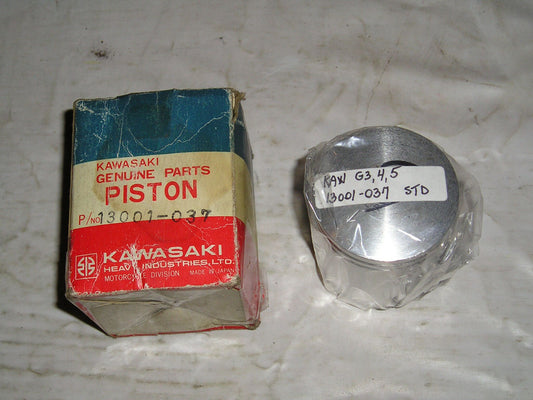 KAWASAKI
GENUINE PARTS
PISTON
P/NO. 13001-037
KAWASAKI
HEAVY INDUSTRIES, LTD.
MOTORCYCLE DIVISION MADE IN JAPAN
KAW G3,4,5
13001-037 STD